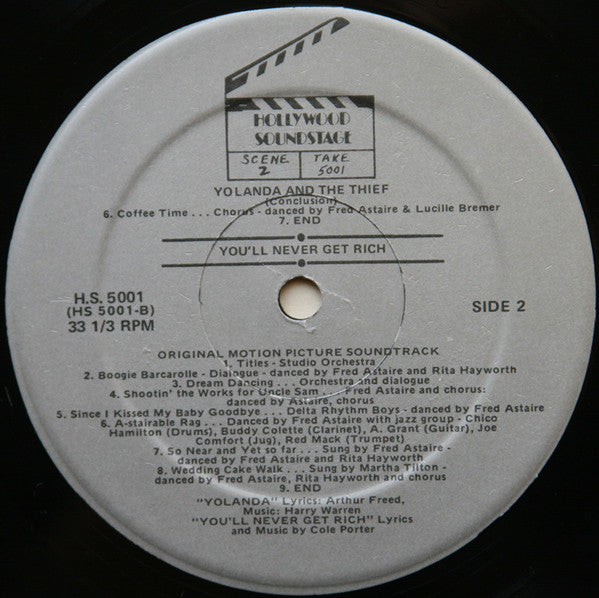 HOLLYWOOD
SOUNDSTAGE
SCENE TAKE
2 5001
YOLANDA AND THE THIEF
(Conclusion)
6. Coffee Time . . . Chorus - danced by Fred Astaire & Lucille Bremer
7. END
YOU'LL NEVER GET RICH
H.S. 5001
(HS 5001-B)
33 1/3 RPM
SIDE 2
ORIGINAL MOTION PICTURE SOUNDTRACK
1. Titles - Studio Orchestra
2. Boogie Barcarolle - Dialogue - danced by Fred Astaire and Rita Hayworth
3. Dream Dancing . . . Orchestra and dialogue
4. Shootin' the Works for Uncle Sam . . . Fred Astaire and chorus:
danced by Astaire, chorus
5. Since I Kissed My Baby Goodbye . . . Delta Rhythm Boys - danced by Fred Astaire
6. A-stairable Rag . . . Danced by Fred Astaire with jazz group - Chico
Hamilton (Drums), Buddy Colette (Clarinet), A. Grant (Guitar), Joe
Comfort (Jug), Red Mack (Trumpet)
7. So Near and Yet so far . . . Sung by Fred Astaire -
danced by Fred Astaire and Rita Hayworth
8. Wedding Cake Walk . . . Sung by Martha Tilton -
danced by Fred Astaire, Rita Hayworth and chorus
9. END
"YOLANDA" Lyrics: Arthur Freed,
Music: Harry Warren
"YOU'LL NEVER GET RICH" Lyrics
and Music by Cole Porter